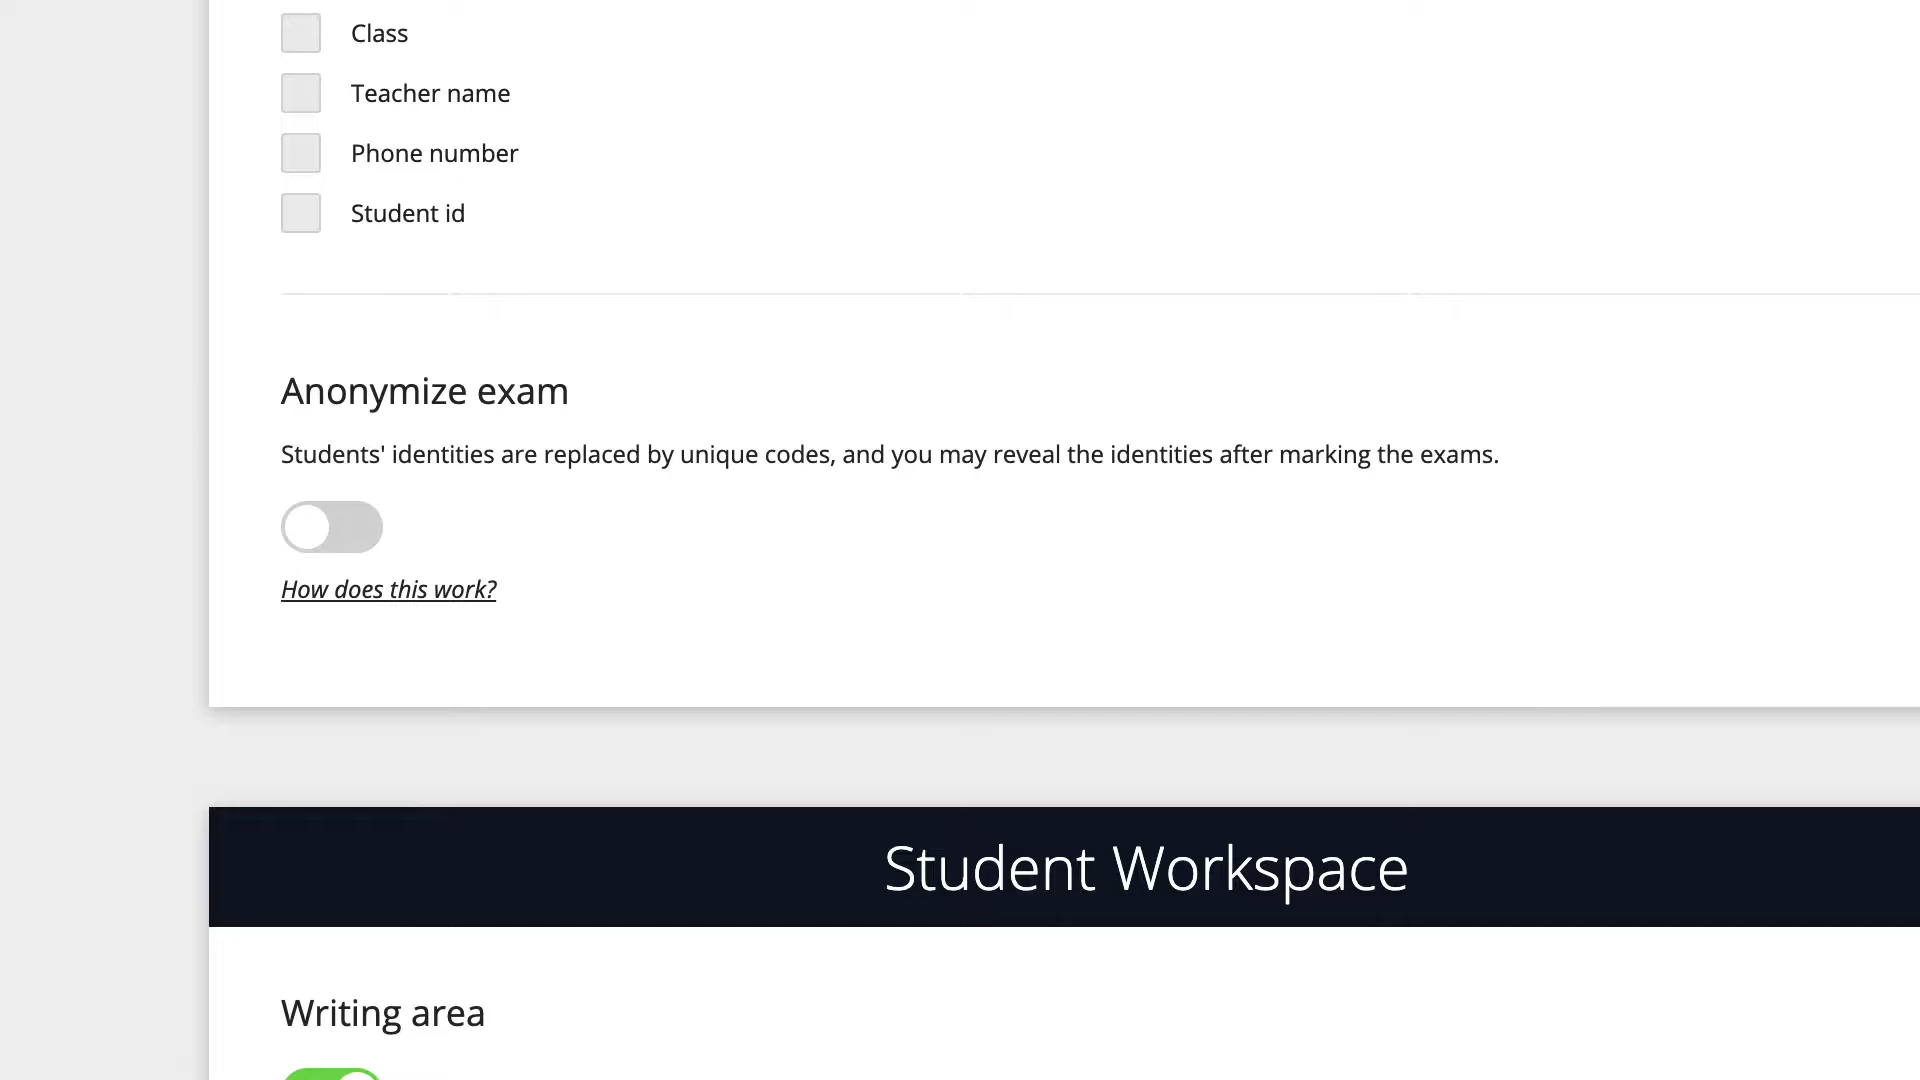 Class
Teacher name
Phone number
Student id
Anonymize exam
Students' identities are replaced by unique codes, and you may reveal the identities after marking the exams.
How does this work?
Student Workspace
Writing area